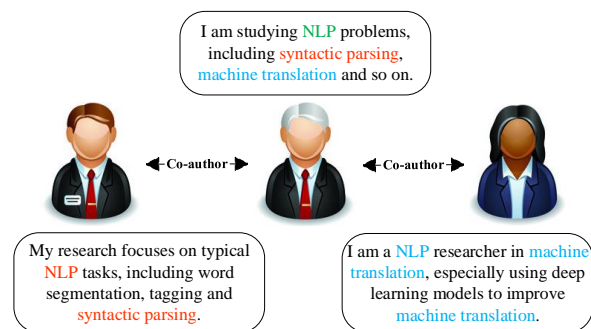 I am studying NLP problems,
including syntactic parsing,
machine translation and so on.
Co-author
Co-author
My research focuses on typical
NLP tasks, including word
segmentation, tagging and
syntactic parsing.
I am a NLP researcher in machine
translation, especially using deep
learning models to improve
machine translation.